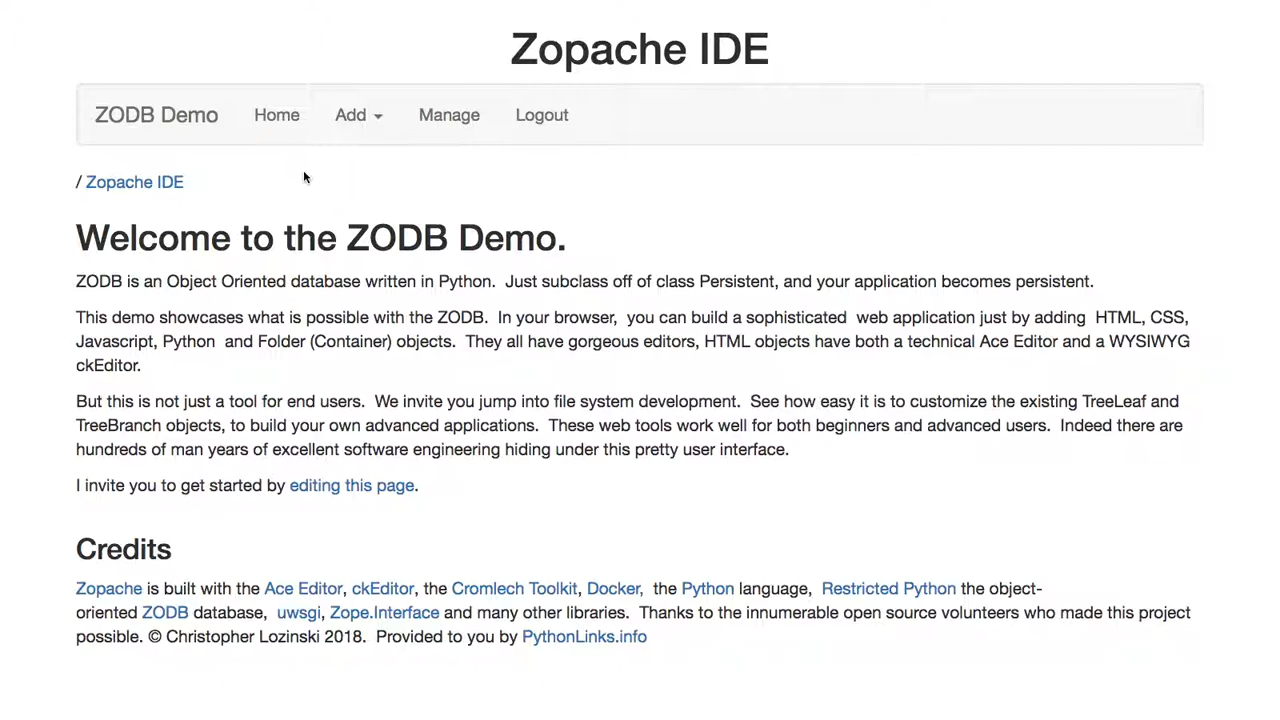 Zopache IDE
ZODB Demo Home Add Manage Logout
/ Zopache IDE
Welcome to the ZODB Demo.
ZODB is an Object Oriented database written in Python. Just subclass off of class Persistent, and your application becomes persistent.
This demo showcases what is possible with the ZODB. In your browser, you can build a sophisticated web application just by adding HTML, CSS,
Javascript, Python and Folder (Container) objects. They all have gorgeous editors, HTML objects have both a technical Ace Editor and a WYSIWYG
ckEditor.
But this is not just a tool for end users. We invite you jump into file system development. See how easy it is to customize the existing TreeLeaf and
TreeBranch objects, to build your own advanced applications. These web tools work well for both beginners and advanced users. Indeed there are
hundreds of man years of excellent software engineering hiding under this pretty user interface.
I invite you to get started by editing this page.
Credits
Zopache is built with the Ace Editor, ckEditor, the Cromlech Toolkit, Docker, the Python language, Restricted Python the object-
oriented ZODB database, uwsgi, Zope.Interface and many other libraries. Thanks to the innumerable open source volunteers who made this project
possible. © Christopher Lozinski 2018. Provided to you by PythonLinks.info